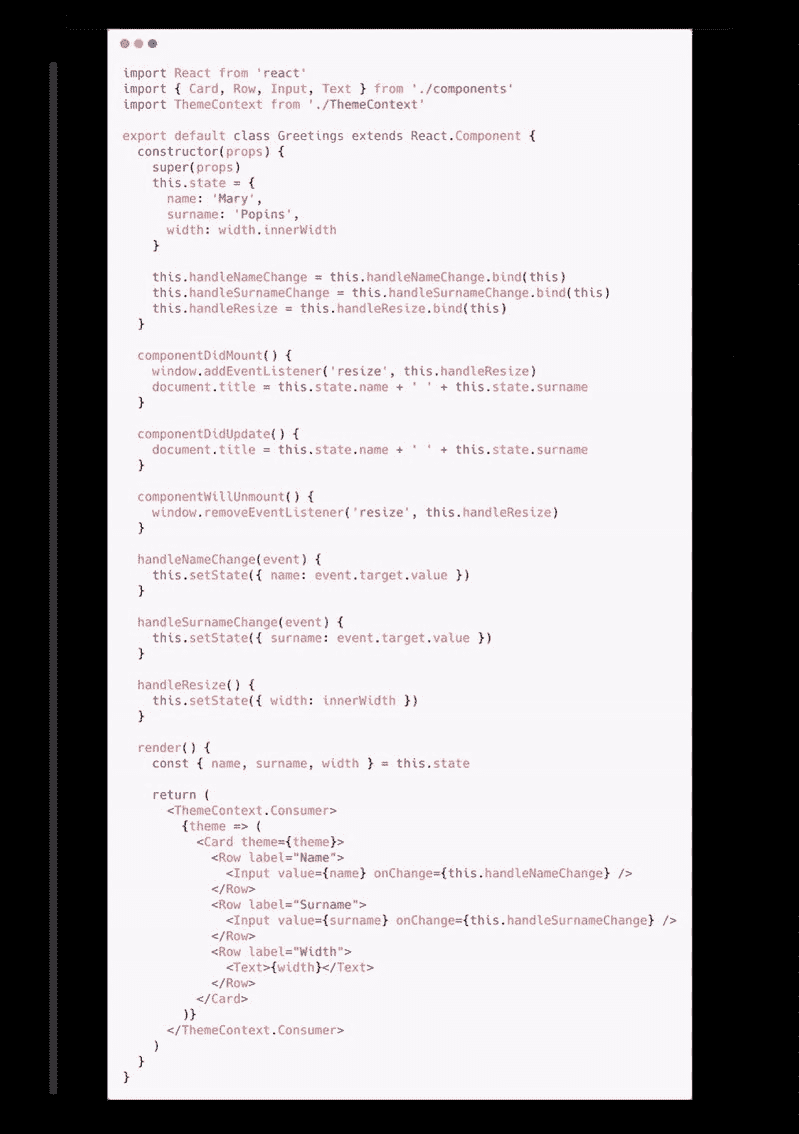 import React from 'react'
import { Card, Row, Input, Text } from './components'
import ThemeContext from './ThemeContext'

export default class Greetings extends React.Component {
  constructor(props) {
    super(props)
    this.state = {
      name: 'Mary',
      surname: 'Popins',
      width: width.innerWidth
    }

    this.handleNameChange = this.handleNameChange.bind(this)
    this.handleSurnameChange = this.handleSurnameChange.bind(this)
    this.handleResize = this.handleResize.bind(this)
  }

  componentDidMount() {
    window.addEventListener('resize', this.handleResize)
    document.title = this.state.name + ' ' + this.state.surname
  }

  componentDidUpdate() {
    document.title = this.state.name + ' ' + this.state.surname
  }

  componentWillUnmount() {
    window.removeEventListener('resize', this.handleResize)
  }

  handleNameChange(event) {
    this.setState({ name: event.target.value })
  }

  handleSurnameChange(event) {
    this.setState({ surname: event.target.value })
  }

  handleResize() {
    this.setState({ width: innerWidth })
  }

  render() {
    const { name, surname, width } = this.state

    return (
      <ThemeContext.Consumer>
        {theme => (
          <Card theme={theme}>
            <Row label="Name">
              <Input value={name} onChange={this.handleNameChange} />
            </Row>
            <Row label="Surname">
              <Input value={surname} onChange={this.handleSurnameChange} />
            </Row>
            <Row label="Width">
              <Text>{width}</Text>
            </Row>
          </Card>
        )}
      </ThemeContext.Consumer>
    )
  }
}